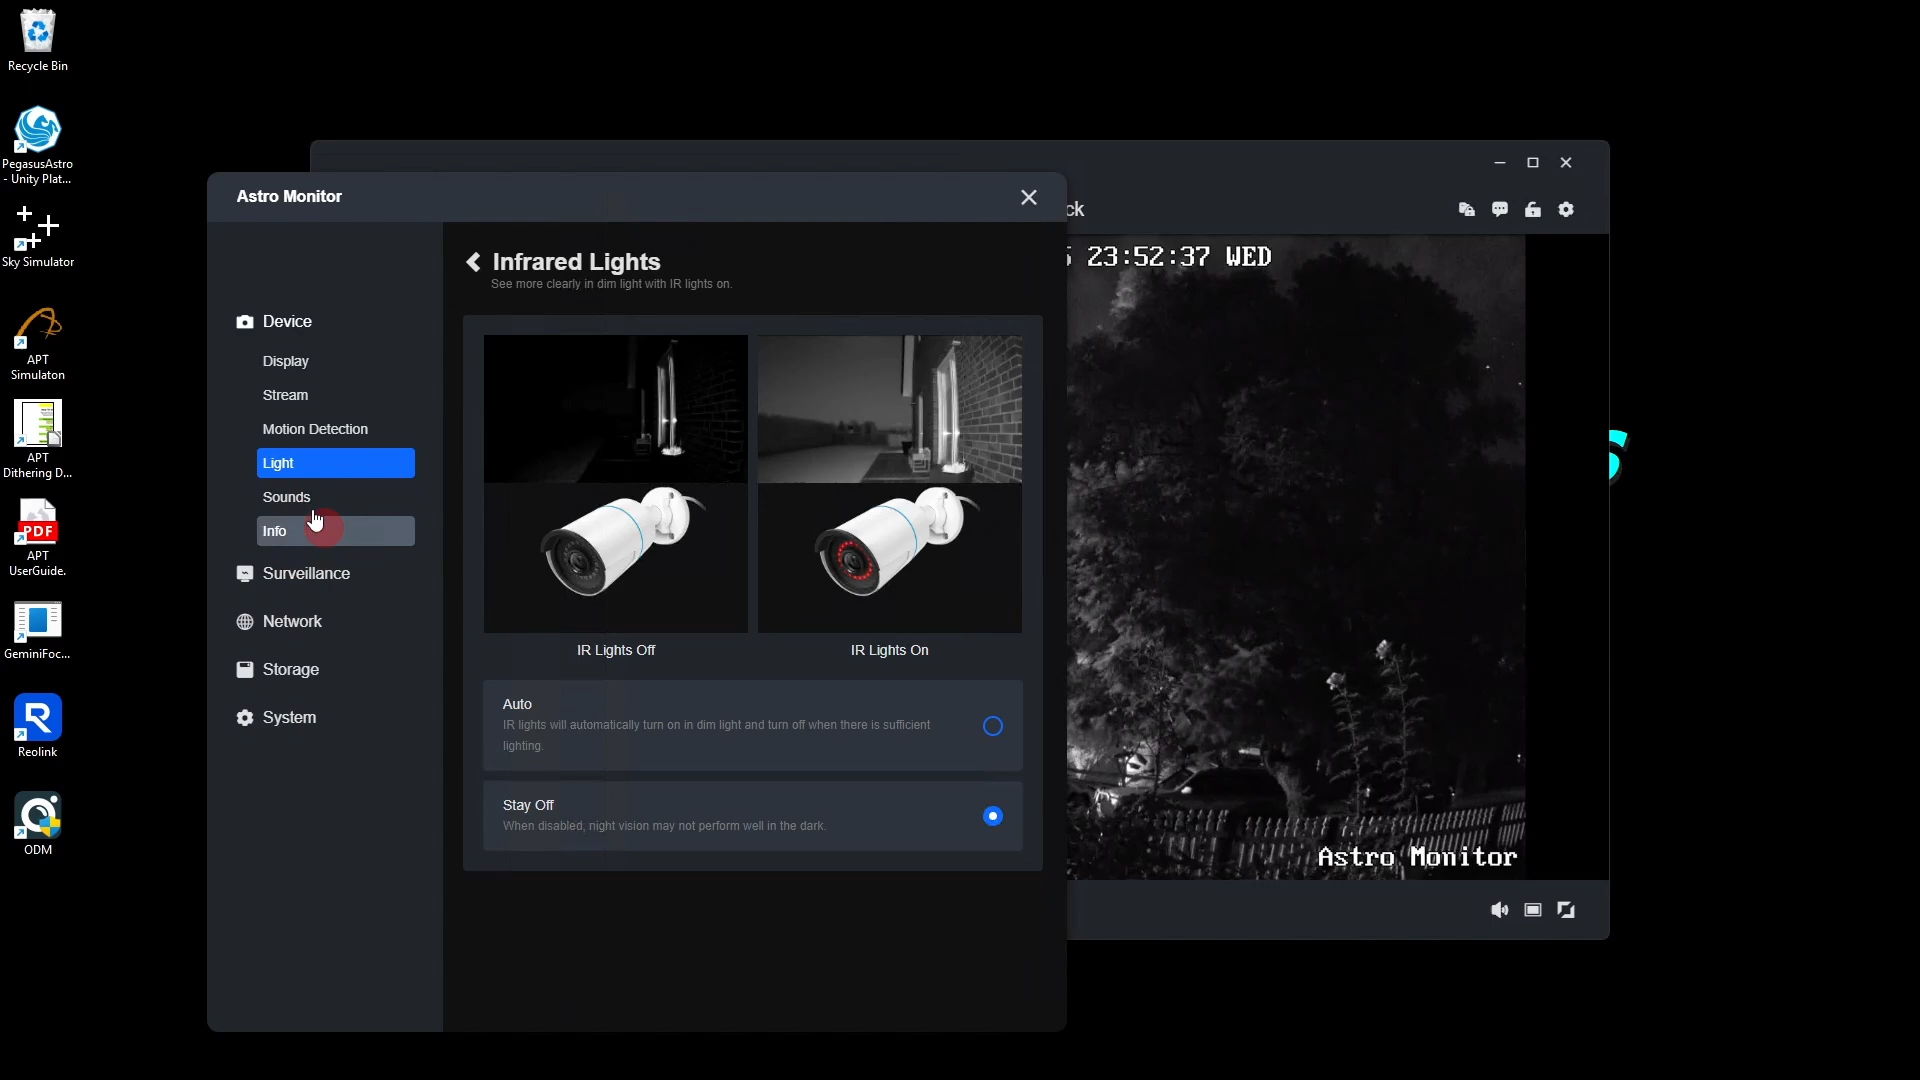 Recycle Bin
PegasusAstro
- Unity Plat...
Sky Simulator
APT
Simulaton
APT
Dithering D...
PDF
APT
UserGuide.
GeminiFoc...
Reolink
ODM
Astro Monitor
Device
Display
Stream
Motion Detection
Light
Sounds
Info
Surveillance
Network
Storage
System
Infrared Lights
See more clearly in dim light with IR lights on.
IR Lights Off
IR Lights On
Auto
IR lights will automatically turn on in dim light and turn off when there is sufficient
lighting.
Stay Off
When disabled, night vision may not perform well in the dark.
ck
23:52:37 WED
Astro Monitor